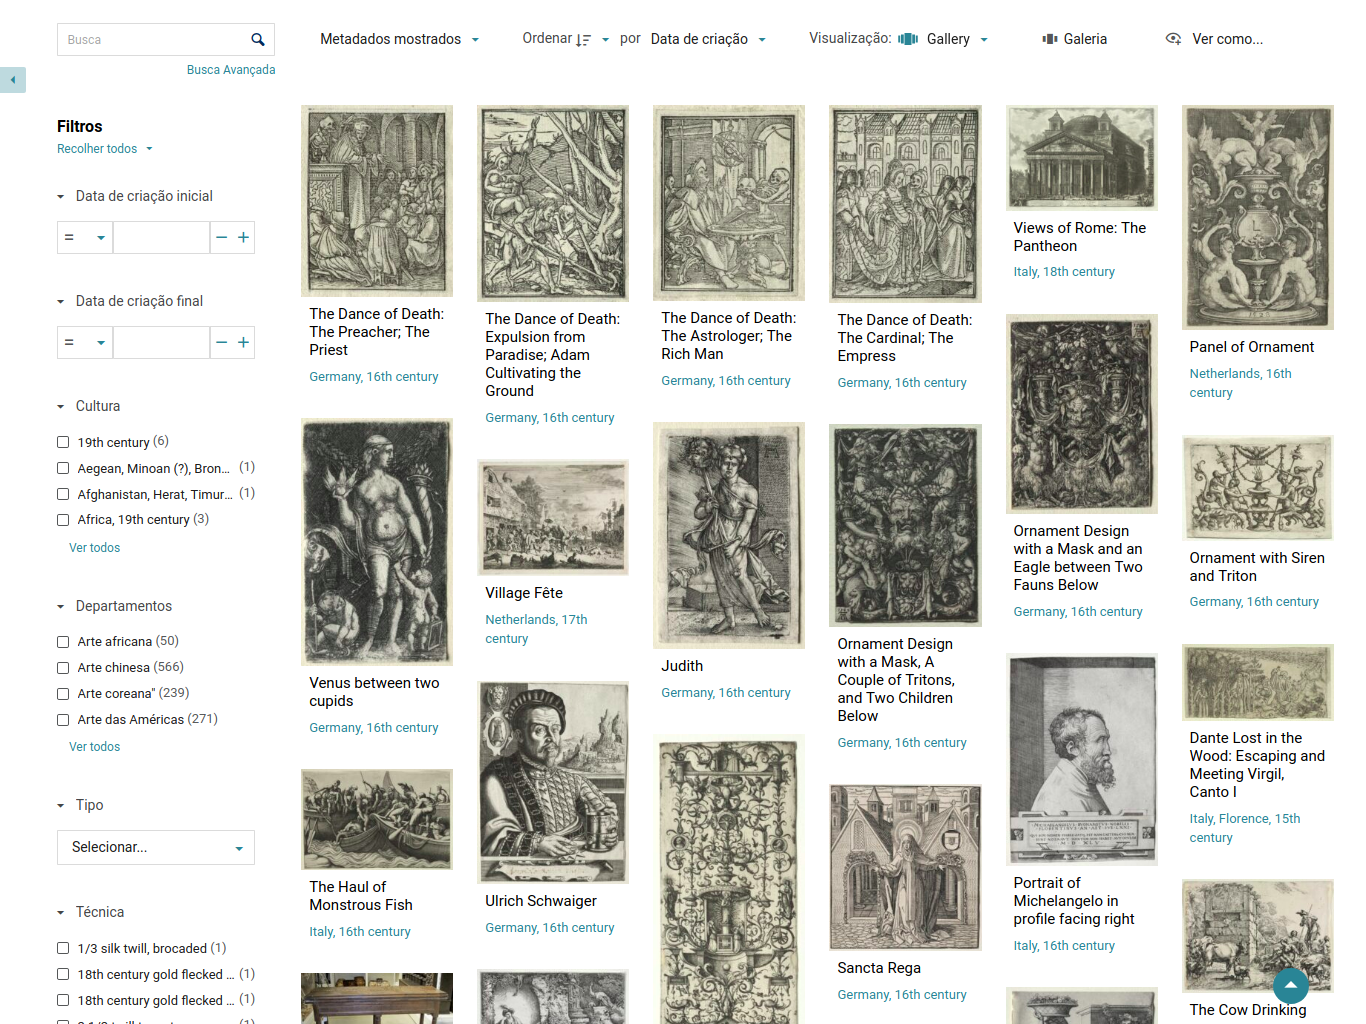 Busca
Busca Avançada
Metadados mostrados
Ordenar
por
Data de criação
Visualização:
Gallery
Galeria
Ver como...
Filtros
Recolher todos
Data de criação inicial
=
Data de criação final
=
Cultura
19th century (6)
Aegean, Minoan (?), Bron... (1)
Afghanistan, Herat, Timur... (1)
Africa, 19th century (3)
Ver todos
Departamentos
Arte africana (50)
Arte chinesa (566)
Arte coreana" (239)
Arte das Américas (271)
Ver todos
Tipo
Selecionar...
Técnica
1/3 silk twill, brocaded (1)
18th century gold flecked ... (1)
18th century gold flecked ... (1)
The Dance of Death:
The Preacher; The
Priest
Germany, 16th century
Venus between two
cupids
Germany, 16th century
The Haul of
Monstrous Fish
Italy, 16th century
The Dance of Death:
Expulsion from
Paradise; Adam
Cultivating the
Ground
Germany, 16th century
Village Fête
Netherlands, 17th
century
Ulrich Schwaiger
Germany, 16th century
The Dance of Death:
The Astrologer; The
Rich Man
Germany, 16th century
Judith
Germany, 16th century
The Dance of Death:
The Cardinal; The
Empress
Germany, 16th century
Ornament Design
with a Mask, A
Couple of Tritons,
and Two Children
Below
Germany, 16th century
Sancta Rega
Germany, 16th century
Views of Rome: The
Pantheon
Italy, 18th century
Ornament Design
with a Mask and an
Eagle between Two
Fauns Below
Germany, 16th century
Portrait of
Michelangelo in
profile facing right
Italy, 16th century
Panel of Ornament
Netherlands, 16th
century
Ornament with Siren
and Triton
Germany, 16th century
Dante Lost in the
Wood: Escaping and
Meeting Virgil,
Canto I
Italy, Florence, 15th
century
The Cow Drinking